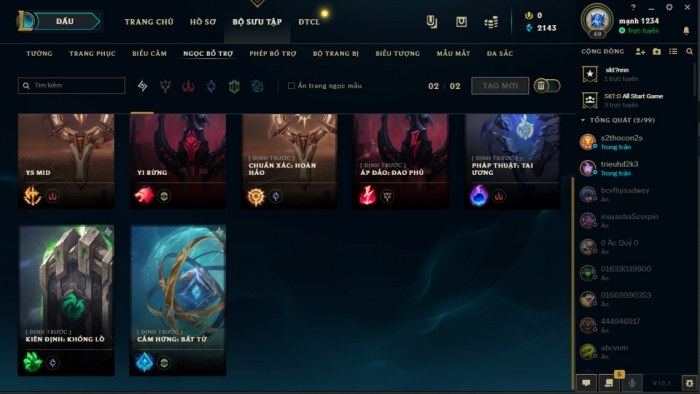 ĐẤU
TRANG CHỦ
HỒ SƠ
BỘ SƯU TẬP
ĐTCL
0
2143
69
mạnh 1234
Trực tuyến
TƯỚNG
TRANG PHỤC
BIỂU CẢM
NGỌC BỔ TRỢ
PHÉP BỔ TRỢ
BỘ TRANG BỊ
BIỂU TƯỢNG
MẪU MẮT
ĐA SẮC
Tìm kiếm
Ẩn trang ngọc mẫu
02 / 02
TẠO MỚI
YS MID
YI RỪNG
[ ĐỊNH TRƯỚC ]
CHUẨN XÁC: HOÀN
HẢO
[ ĐỊNH TRƯỚC ]
ÁP ĐẢO: ĐAO PHỦ
[ ĐỊNH TRƯỚC ]
PHÁP THUẬT: TAI
ƯƠNG
[ ĐỊNH TRƯỚC ]
KIÊN ĐỊNH: KHỔNG LỒ
[ ĐỊNH TRƯỚC ]
CẢM HỨNG: BẤT TỬ
CỘNG ĐỒNG
skt?nnn
1 trực tuyến
SKT:D All Start Game
3 trực tuyến
TỔNG QUÁT (2/99)
s2thocon2s
Trong trận
trieuhd2k3
Trong trận
bcvfhjisadwey
Ẩn
inuyashaScorpio
Ẩn
0 Ác Quỷ 0
Ẩn
01633039900
Ẩn
01669990353
Ẩn
444946917
Ẩn
abcvnm
Ẩn
5
V10.1